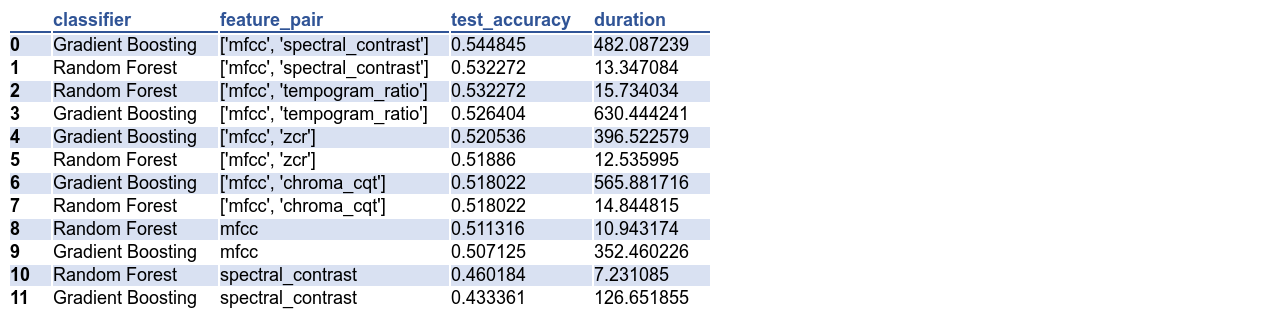 classifier feature_pair test_accuracy duration
0 Gradient Boosting ['mfcc', 'spectral_contrast'] 0.544845 482.087239
1 Random Forest ['mfcc', 'spectral_contrast'] 0.532272 13.347084
2 Random Forest ['mfcc', 'tempogram_ratio'] 0.532272 15.734034
3 Gradient Boosting ['mfcc', 'tempogram_ratio'] 0.526404 630.444241
4 Gradient Boosting ['mfcc', 'zcr'] 0.520536 396.522579
5 Random Forest ['mfcc', 'zcr'] 0.51886 12.535995
6 Gradient Boosting ['mfcc', 'chroma_cqt'] 0.518022 565.881716
7 Random Forest ['mfcc', 'chroma_cqt'] 0.518022 14.844815
8 Random Forest mfcc 0.511316 10.943174
9 Gradient Boosting mfcc 0.507125 352.460226
10 Random Forest spectral_contrast 0.460184 7.231085
11 Gradient Boosting spectral_contrast 0.433361 126.651855